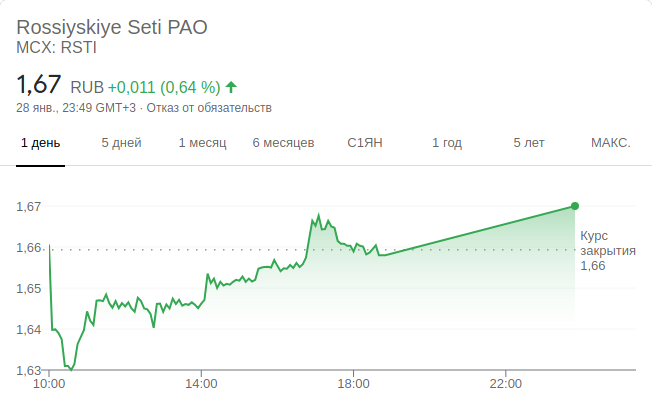 Rossiyskiye Seti PAO
MCX: RSTI
1,67 RUB +0,011 (0,64 %)
28 янв., 23:49 GMT+3 · Отказ от обязательств
1 день 5 дней 1 месяц 6 месяцев С1ЯН 1 год 5 лет МАКС.
1,67
1,66
1,65
1,64
1,63
Курс
закрытия
1,66
10:00 14:00 18:00 22:00